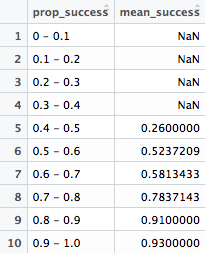 prop_success mean_success
1 0 – 0.1 NaN
2 0.1 – 0.2 NaN
3 0.2 – 0.3 NaN
4 0.3 – 0.4 NaN
5 0.4 – 0.5 0.2600000
6 0.5 – 0.6 0.5237209
7 0.6 – 0.7 0.5813433
8 0.7 – 0.8 0.7837143
9 0.8 – 0.9 0.9100000
10 0.9 – 1.0 0.9300000